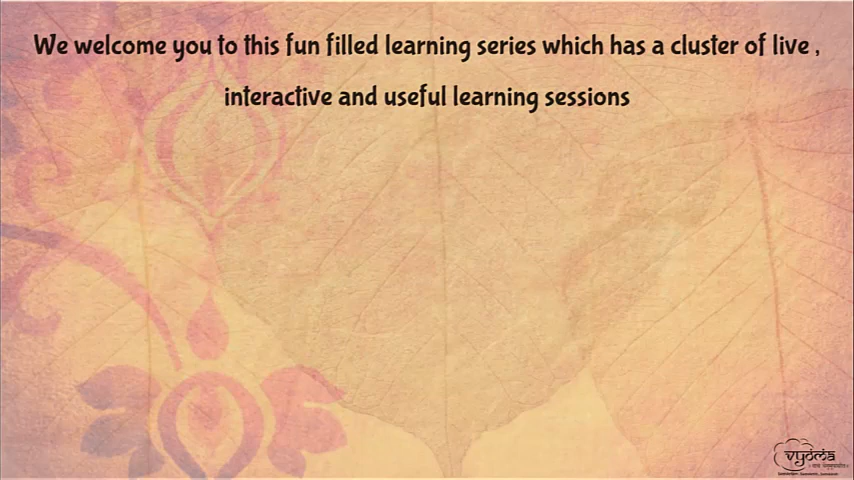 We welcome you to this fun filled learning series which has a cluster of live ,
interactive and useful learning sessions
vyoma